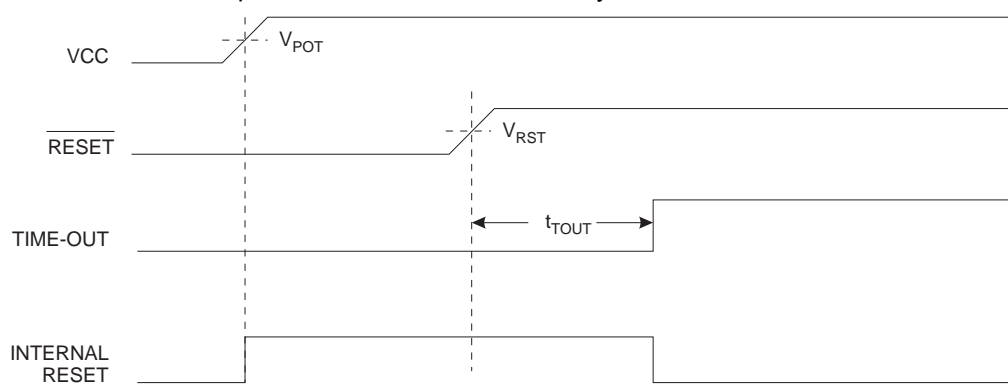 VCC
V_POT
RESET
V_RST
TIME-OUT
t_TOUT
INTERNAL
RESET